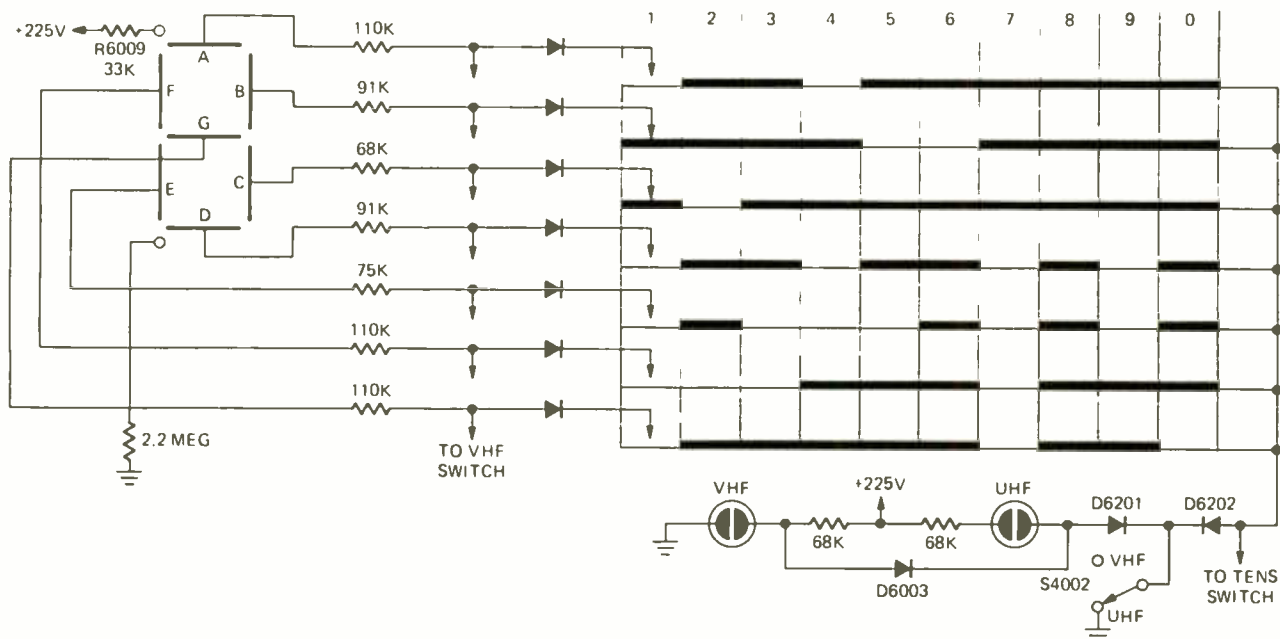 1 2 3 4 5 6 7 8 9 0
+225V
R6009
33K
A
F
B
G
E
C
D
110K
91K
68K
91K
75K
110K
110K
2.2 MEG
TO VHF
SWITCH
VHF
+225V
UHF
68K
68K
D6003
D6201
D6202
VHF
S4002
UHF
TO TENS
SWITCH